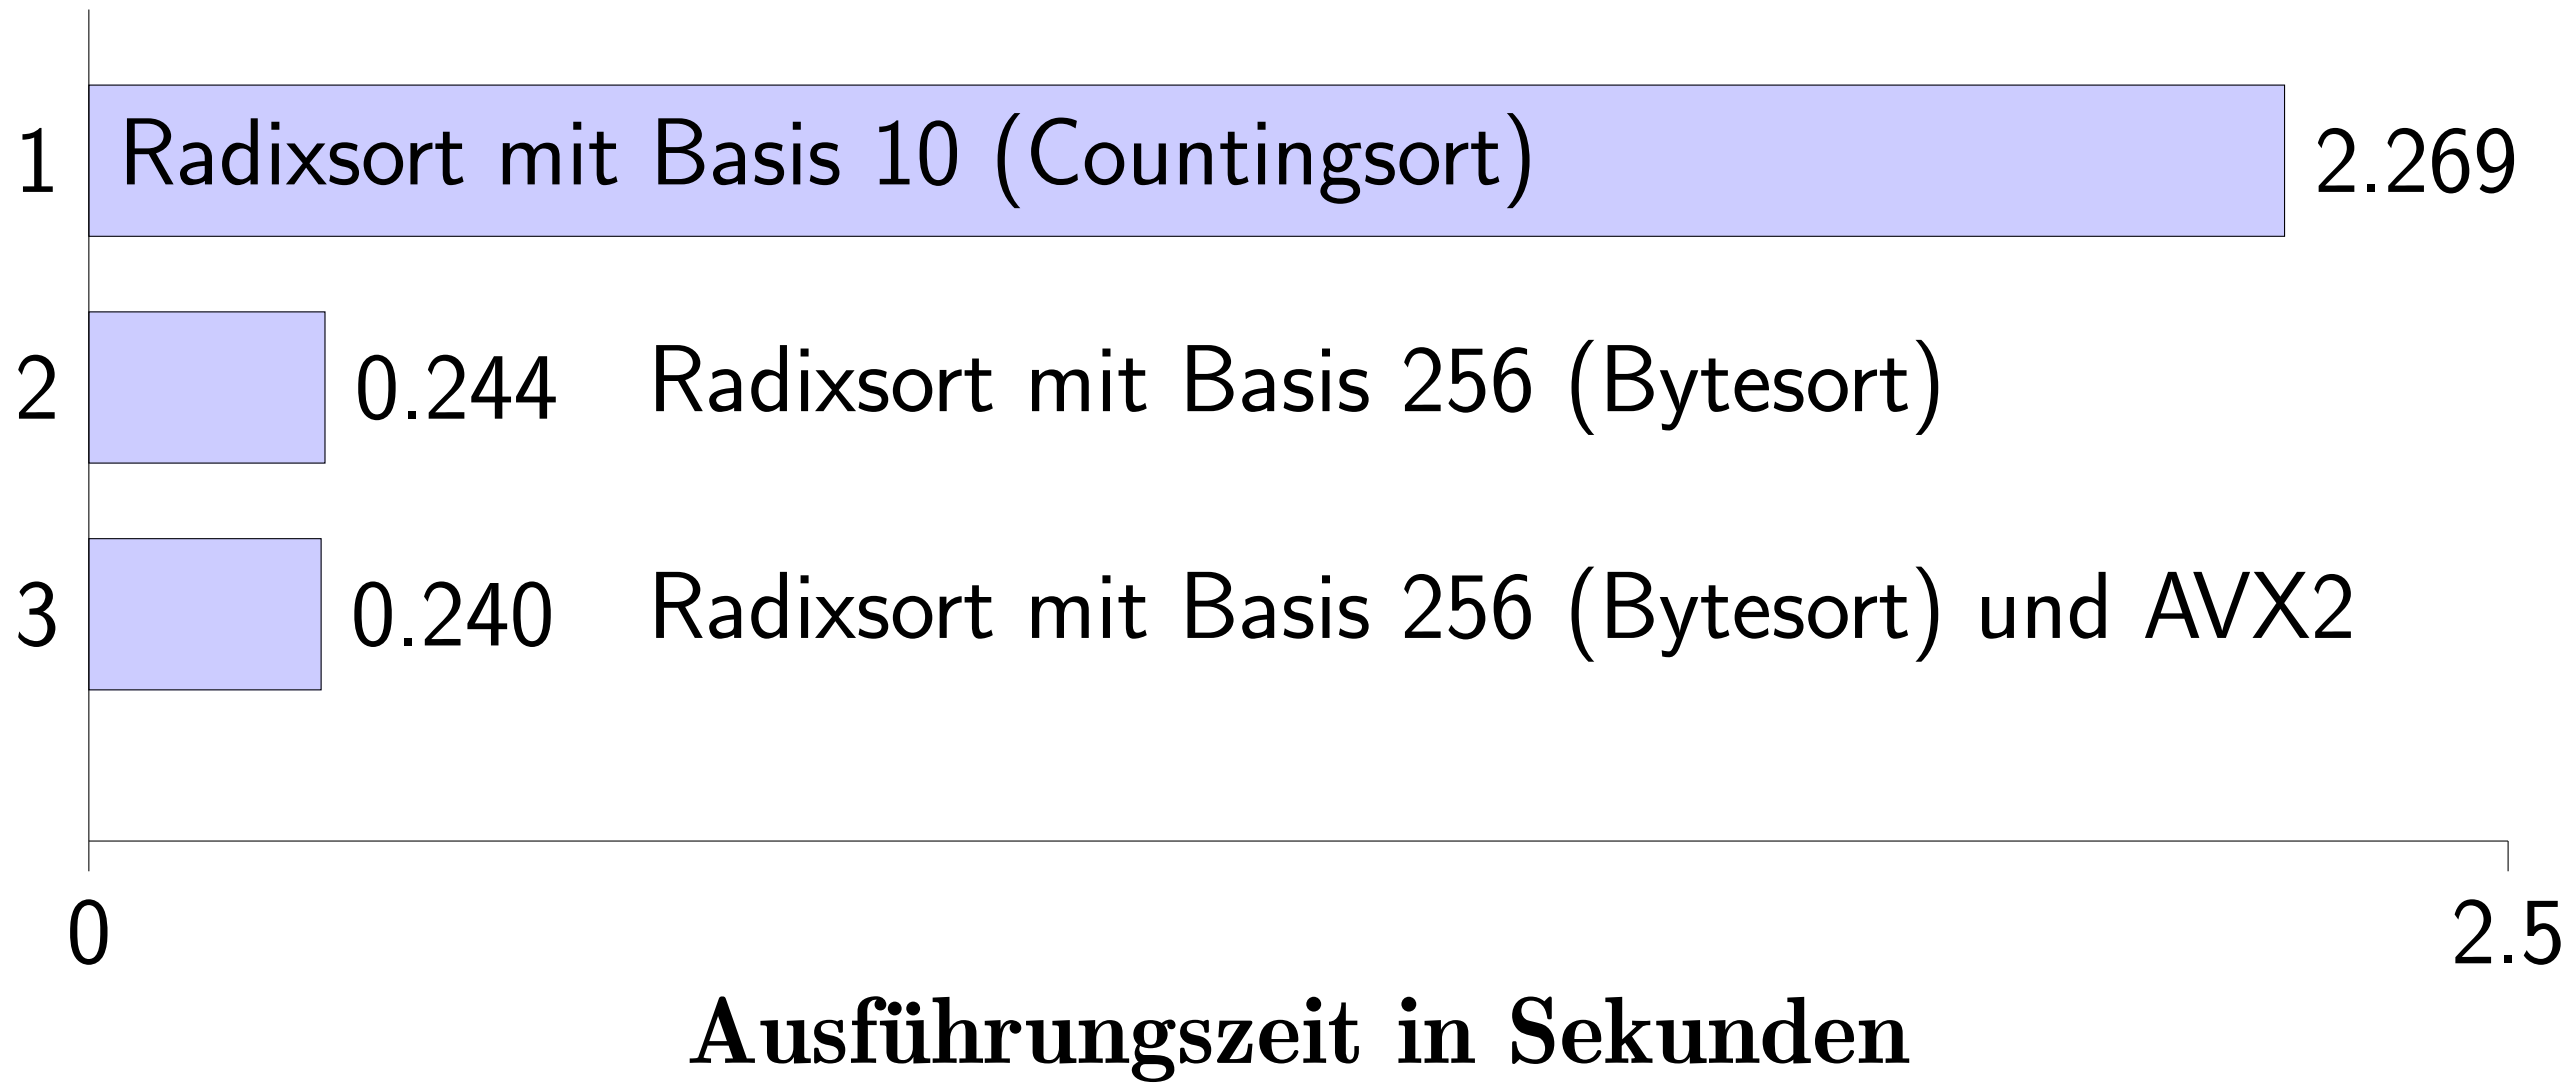 1 Radixsort mit Basis 10 (Countingsort) 2.269
2 0.244 Radixsort mit Basis 256 (Bytesort)
3 0.240 Radixsort mit Basis 256 (Bytesort) und AVX2
0 2.5
Ausführungszeit in Sekunden